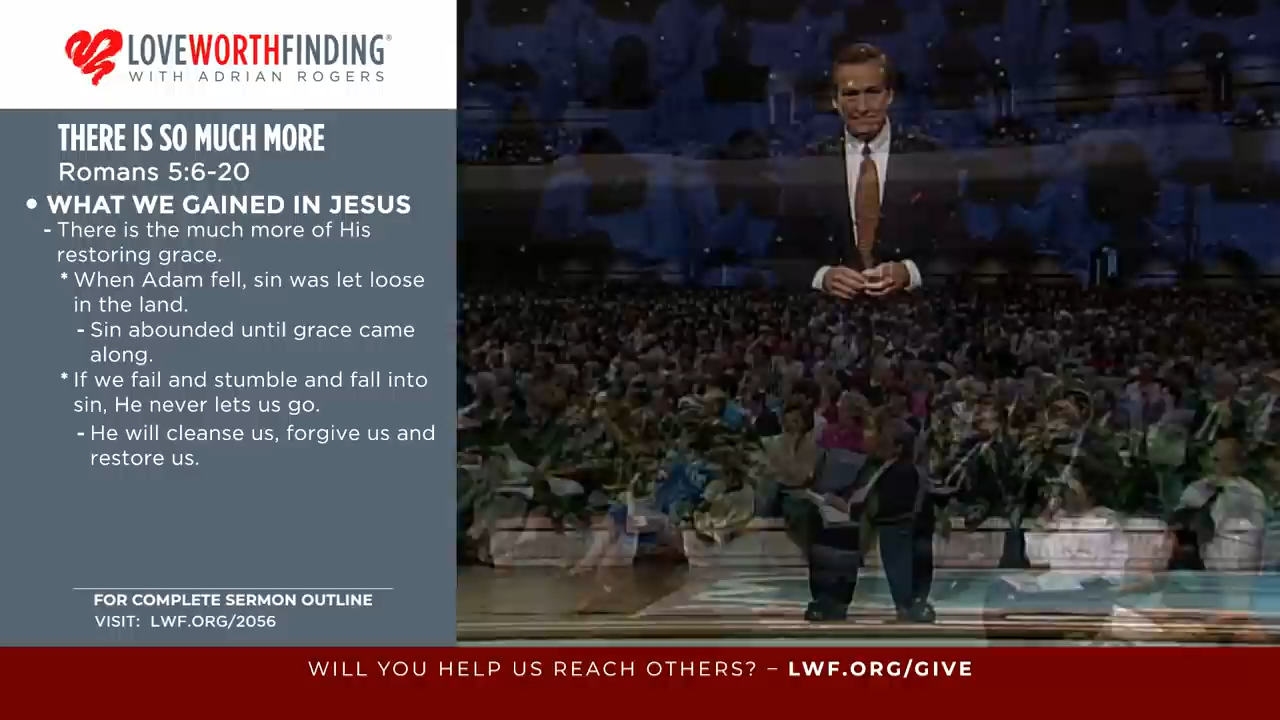 LOVEWORTHFINDING®
WITH ADRIAN ROGERS
THERE IS SO MUCH MORE
Romans 5:6-20
• WHAT WE GAINED IN JESUS
- There is the much more of His
restoring grace.
* When Adam fell, sin was let loose
in the land.
- Sin abounded until grace came
along.
* If we fail and stumble and fall into
sin, He never lets us go.
- He will cleanse us, forgive us and
restore us.
FOR COMPLETE SERMON OUTLINE
VISIT: LWF.ORG/2056
WILL YOU HELP US REACH OTHERS? – LWF.ORG/GIVE